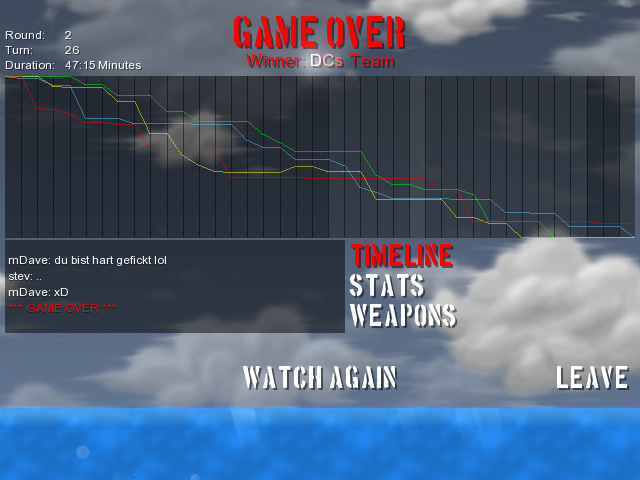 GAME OVER
Winner: DCs Team
Round: 2
Turn: 26
Duration: 47:15 Minutes
mDave: du bist hart gefickt lol
stev: ..
mDave: xD
*** GAME OVER ***
TIMELINE
STATS
WEAPONS
WATCH AGAIN
LEAVE